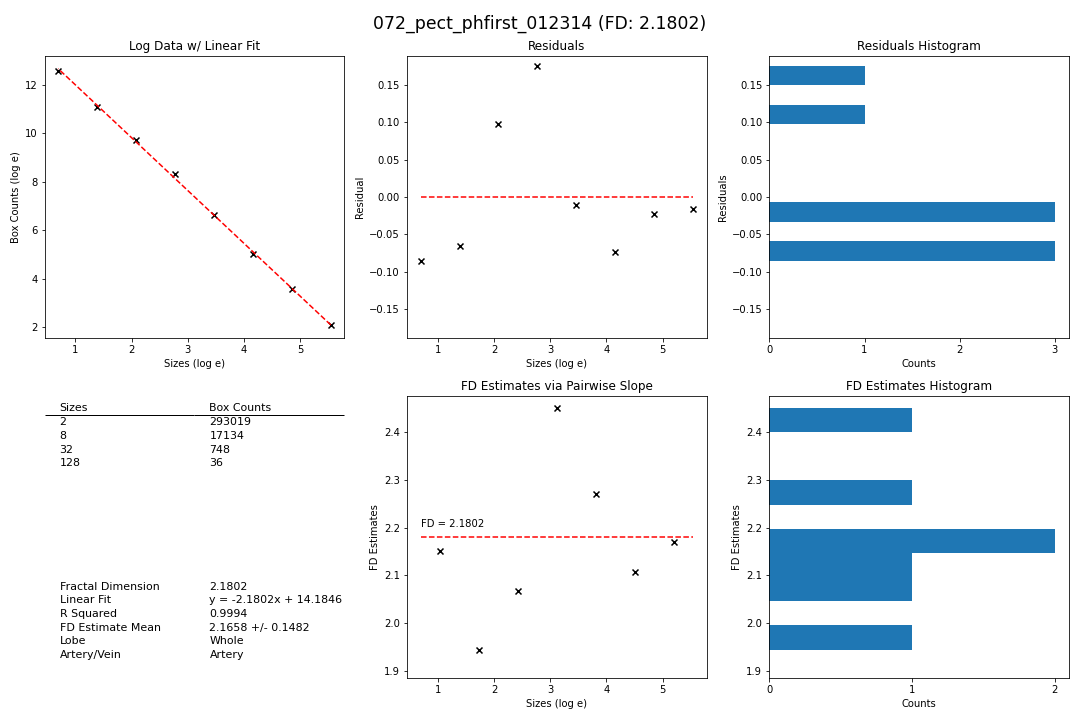 072_pect_phfirst_012314 (FD: 2.1802)
Log Data w/ Linear Fit
Box Counts (log e)
12
10
8
6
4
2
1 2 3 4 5
Sizes (log e)
Residuals
Residual
0.15
0.10
0.05
0.00
−0.05
−0.10
−0.15
1 2 3 4 5
Sizes (log e)
Residuals Histogram
Residuals
0.15
0.10
0.05
0.00
−0.05
−0.10
−0.15
0 1 2 3
Counts
Sizes Box Counts
2 293019
8 17134
32 748
128 36
Fractal Dimension 2.1802
Linear Fit y = -2.1802x + 14.1846
R Squared 0.9994
FD Estimate Mean 2.1658 +/- 0.1482
Lobe Whole
Artery/Vein Artery
FD Estimates via Pairwise Slope
FD Estimates
2.4
2.3
2.2
2.1
2.0
1.9
FD = 2.1802
1 2 3 4 5
Sizes (log e)
FD Estimates Histogram
FD Estimates
2.4
2.3
2.2
2.1
2.0
1.9
0 1 2
Counts